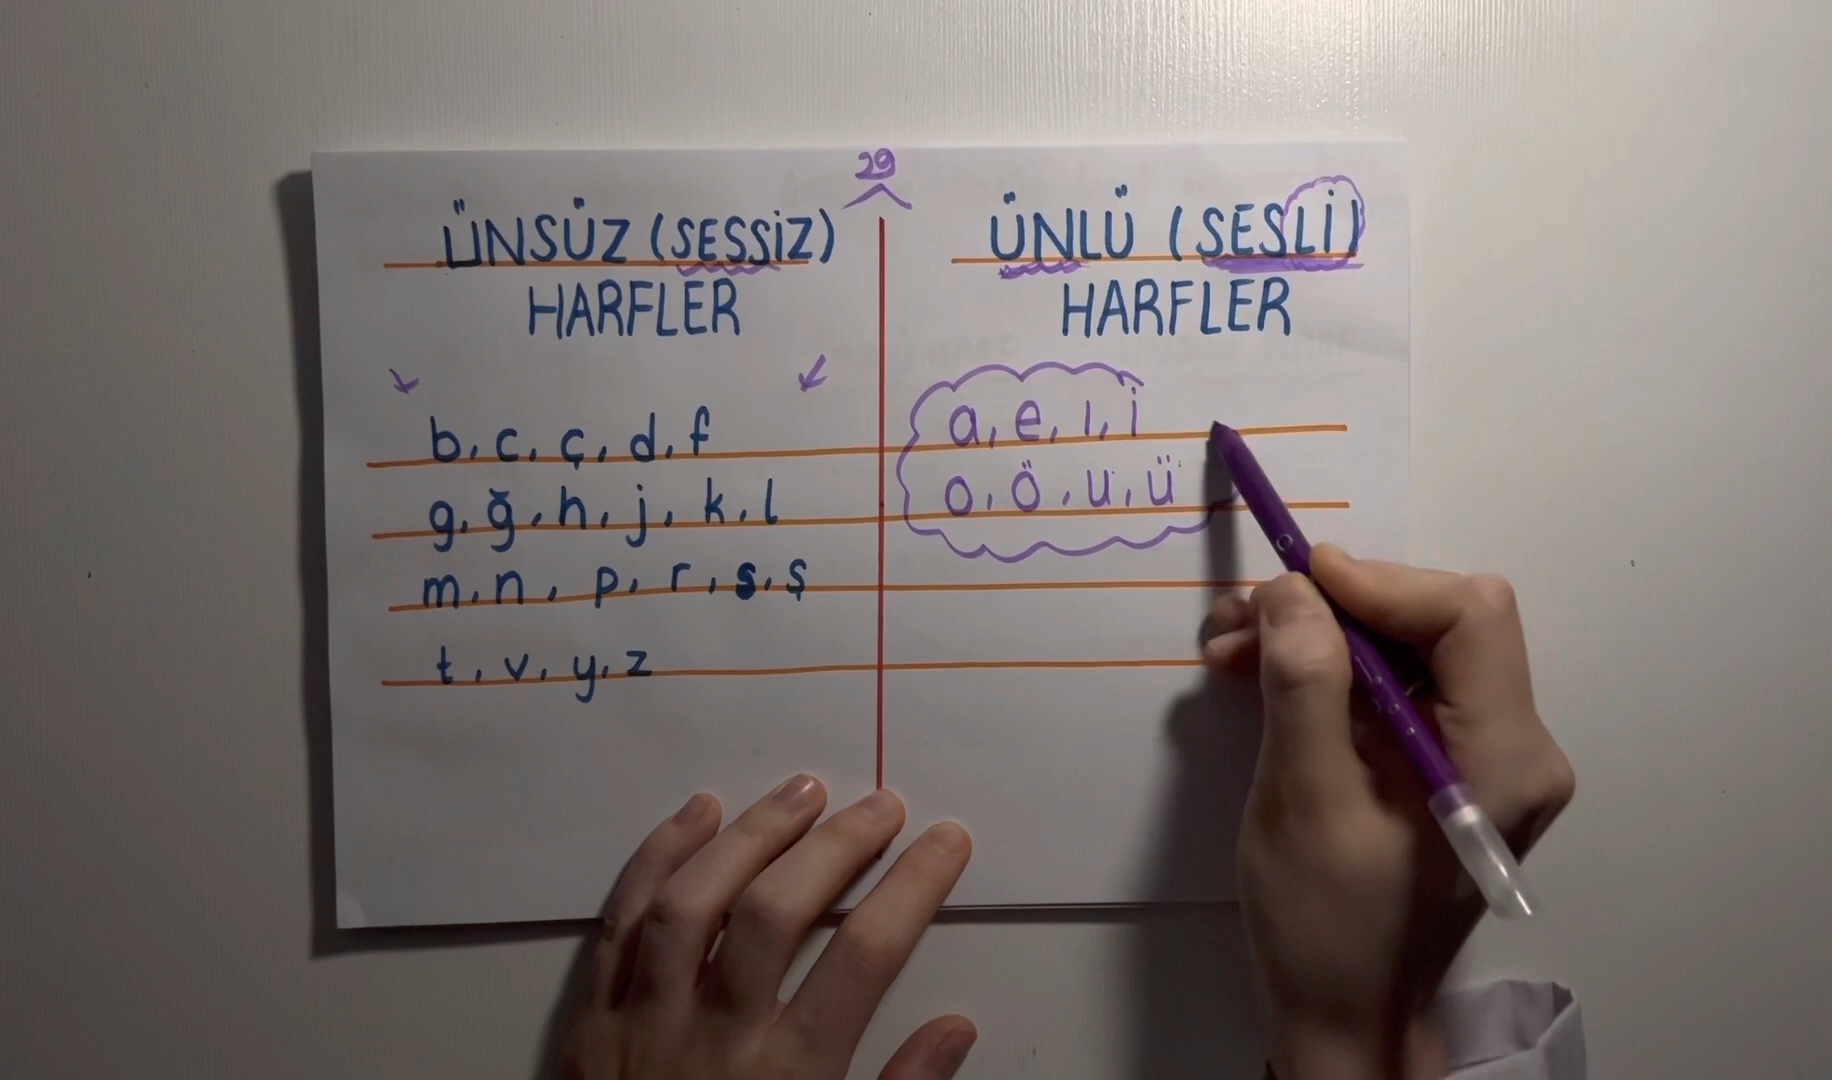 29
ÜNSÜZ (SESSİZ)
HARFLER
b, c, ç, d, f
g, ğ, h, j, k, l
m, n, p, r, s, ş
t, v, y, z
ÜNLÜ (SESLİ)
HARFLER
a, e, ı, i
o, ö, u, ü